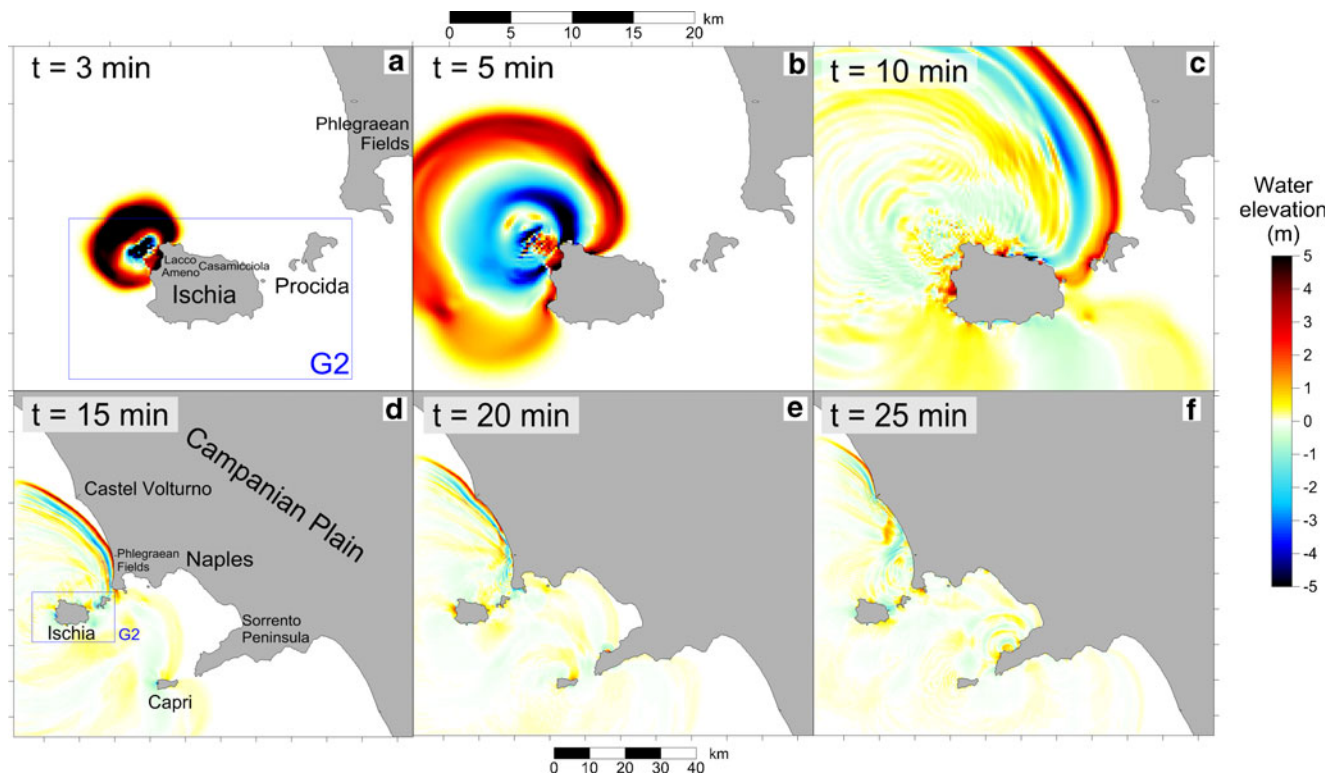 km
0 5 10 15 20
t = 3 min
a
Phlegraean
Fields
Lacco
Ameno
Casamicciola
Ischia
Procida
G2
t = 5 min
b
t = 10 min
c
Water
elevation
(m)
5
4
3
2
1
0
-1
-2
-3
-4
-5
t = 15 min
d
Campanian Plain
Castel Volturno
Phlegraean
Fields
Naples
Sorrento
Peninsula
Ischia
G2
Capri
t = 20 min
e
t = 25 min
f
km
0 10 20 30 40